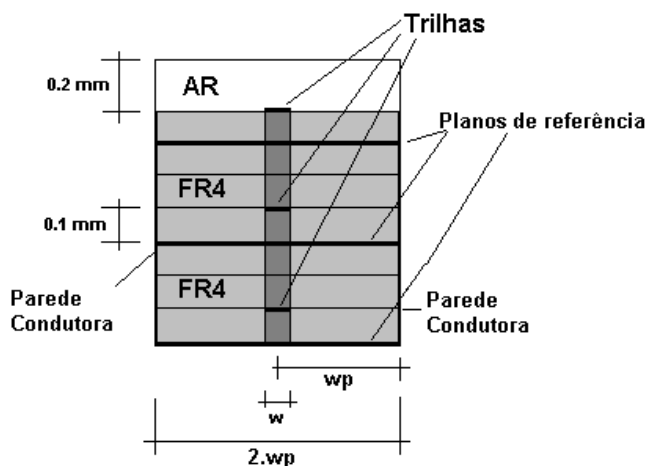 Trilhas
0.2 mm
AR
Planos de referência
FR4
0.1 mm
FR4
Parede
Condutora
Parede
Condutora
wp
w
2.wp